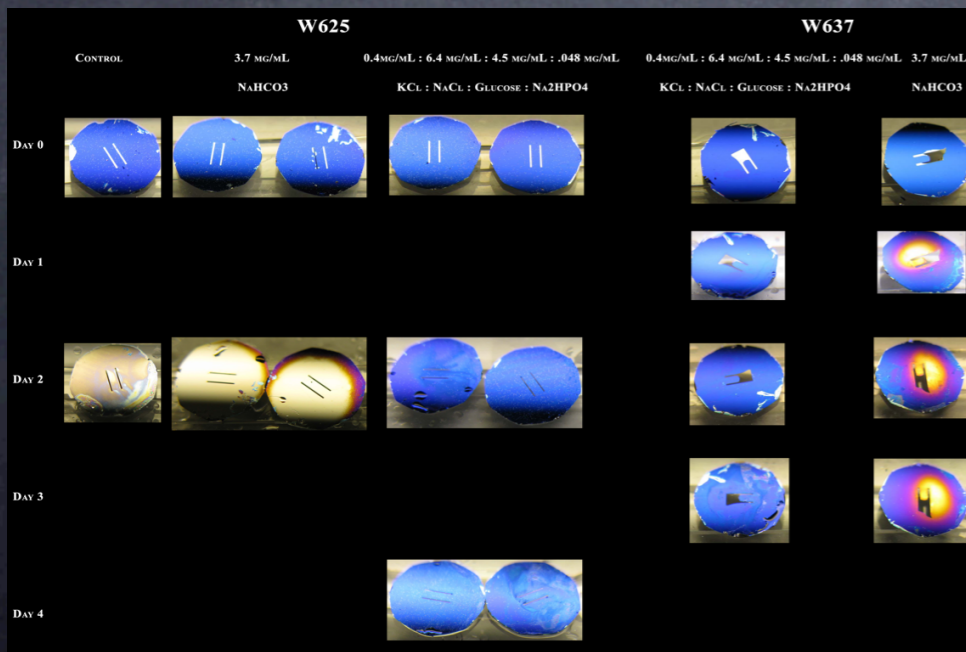 W625 W637
CONTROL 3.7 MG/ML 0.4MG/ML : 6.4 MG/ML : 4.5 MG/ML : .048 MG/ML 0.4MG/ML : 6.4 MG/ML : 4.5 MG/ML : .048 MG/ML 3.7 MG/ML
NAHCO3 KCL : NACL : GLUCOSE : NA2HPO4 KCL : NACL : GLUCOSE : NA2HPO4 NAHCO3
DAY 0
DAY 1
DAY 2
DAY 3
DAY 4